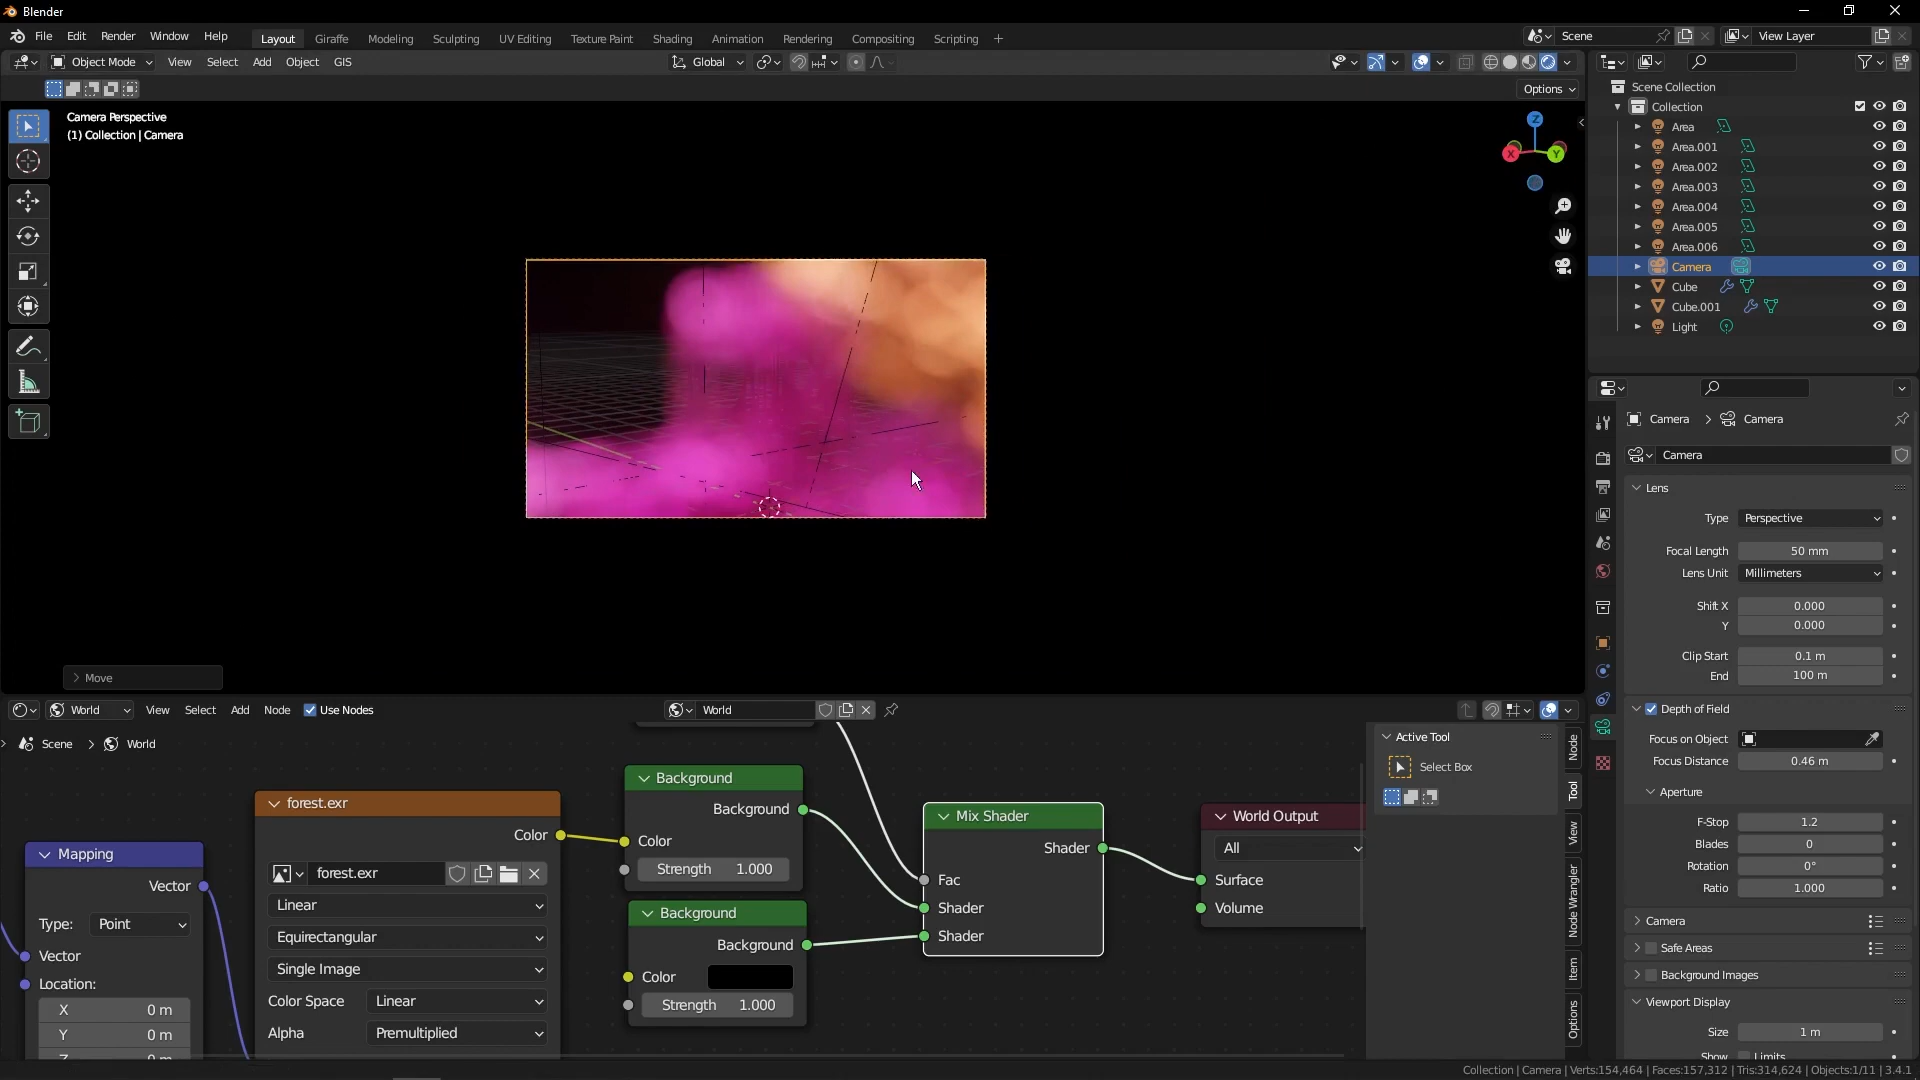 Blender
File Edit Render Window Help
Layout Giraffe Modeling Sculpting UV Editing Texture Paint Shading Animation Rendering Compositing Scripting +
Scene
View Layer
Object Mode View Select Add Object GIS
Global
Options
Camera Perspective
(1) Collection | Camera
Z
X
Y
Move
Scene Collection
Collection
Area
Area.001
Area.002
Area.003
Area.004
Area.005
Area.006
Camera
Cube
Cube.001
Light
Camera > Camera
Camera
Lens
Type Perspective
Focal Length 50 mm
Lens Unit Millimeters
Shift X 0.000
Y 0.000
Clip Start 0.1 m
End 100 m
Depth of Field
Focus on Object
Focus Distance 0.46 m
Aperture
F-Stop 1.2
Blades 0
Rotation 0°
Ratio 1.000
Camera
Safe Areas
Background Images
Viewport Display
Size 1 m
Show Limits
World View Select Add Node Use Nodes
World
Scene > World
Mapping
Vector
Type: Point
Vector
Location:
X 0 m
Y 0 m
Z 0 m
forest.exr
Color
forest.exr
Linear
Equirectangular
Single Image
Color Space Linear
Alpha Premultiplied
Background
Background
Color
Strength 1.000
Background
Background
Color
Strength 1.000
Mix Shader
Shader
Fac
Shader
Shader
World Output
All
Surface
Volume
Active Tool
Select Box
Node
Tool
View
Node Wrangler
Item
Options
Collection | Camera | Verts:154,464 | Faces:157,312 | Tris:314,624 | Objects:1/11 | 3.4.1